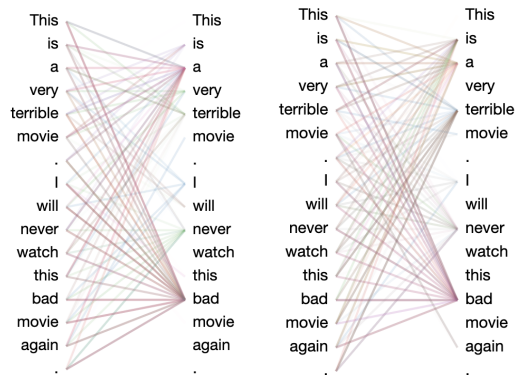 This This This This
is is is is
a a a a
very very very very
terrible terrible terrible terrible
movie movie movie movie
. . . .
I I I I
will will will will
never never never never
watch watch watch watch
this this this this
bad bad bad bad
movie movie movie movie
again again again again
. . . .